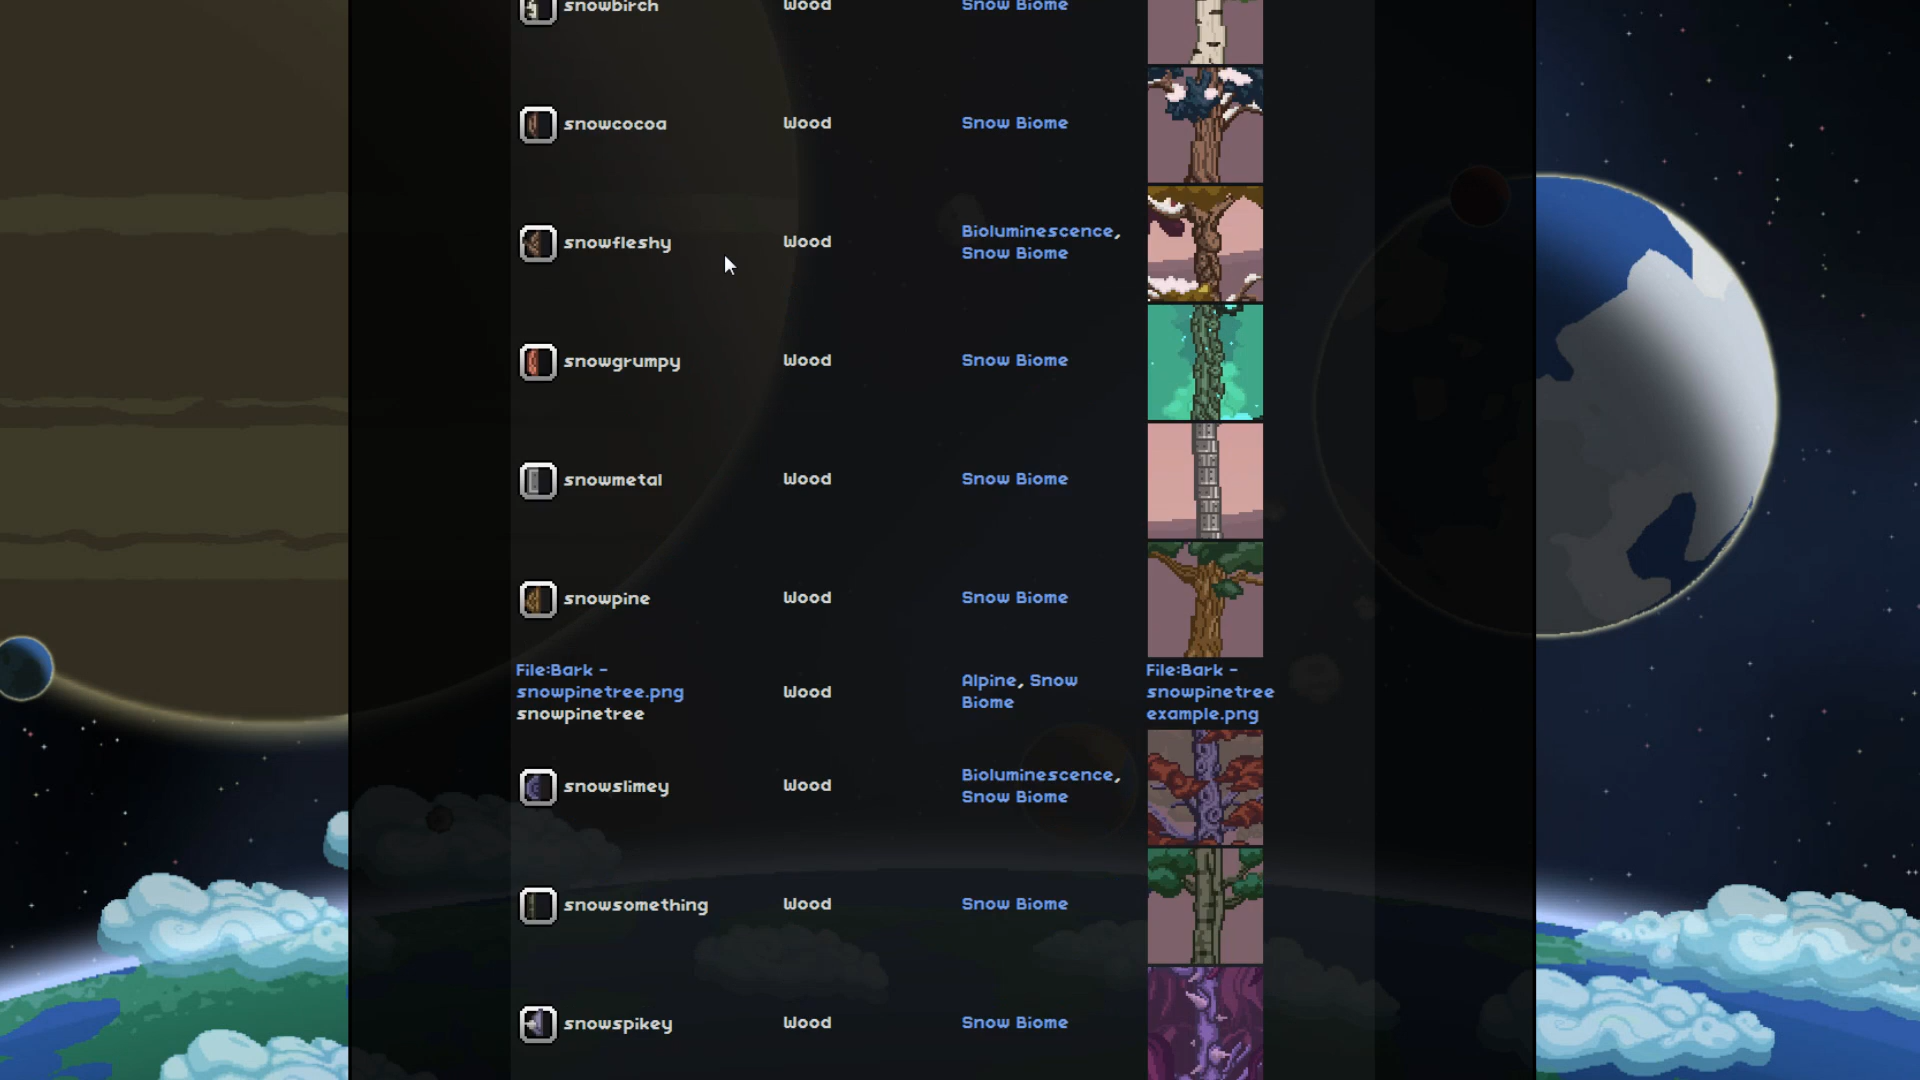 snowbirch Wood Snow Biome
snowcocoa Wood Snow Biome
snowfleshy Wood Bioluminescence,
Snow Biome
snowgrumpy Wood Snow Biome
snowmetal Wood Snow Biome
snowpine Wood Snow Biome
File:Bark -
snowpinetree.png
snowpinetree
Wood
Alpine, Snow
Biome
File:Bark -
snowpinetree
example.png
snowslimey Wood Bioluminescence,
Snow Biome
snowsomething Wood Snow Biome
snowspikey Wood Snow Biome